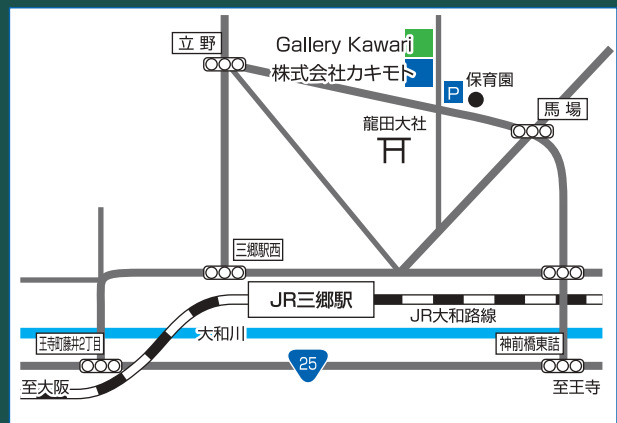 立野
Gallery Kawari
株式会社カキモト
P
保育園
馬場
龍田大社
三郷駅西
JR三郷駅
JR大和路線
大和川
王寺町藤井2丁目
神前橋東詰
25
至大阪
至王寺